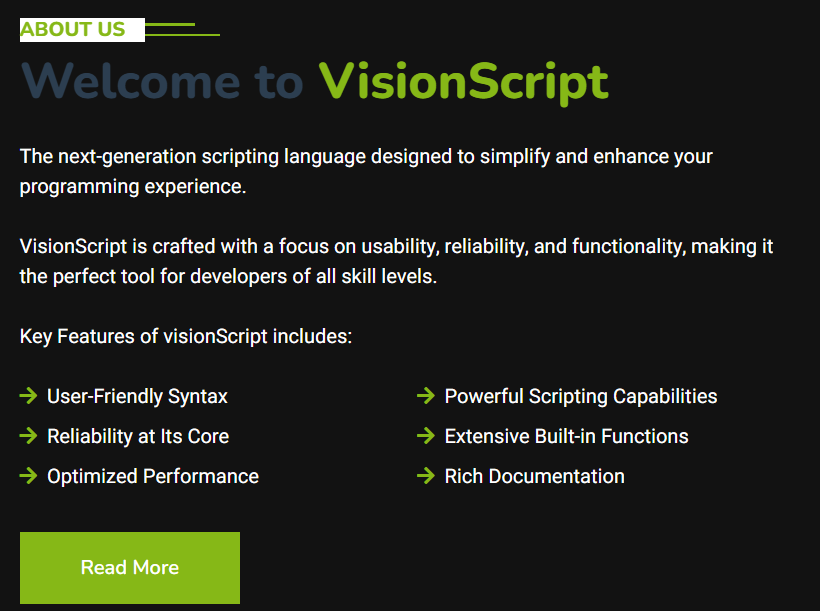 ABOUT US
Welcome to VisionScript
The next-generation scripting language designed to simplify and enhance your
programming experience.
VisionScript is crafted with a focus on usability, reliability, and functionality, making it
the perfect tool for developers of all skill levels.
Key Features of visionScript includes:
User-Friendly Syntax
Powerful Scripting Capabilities
Reliability at Its Core
Extensive Built-in Functions
Optimized Performance
Rich Documentation
Read More